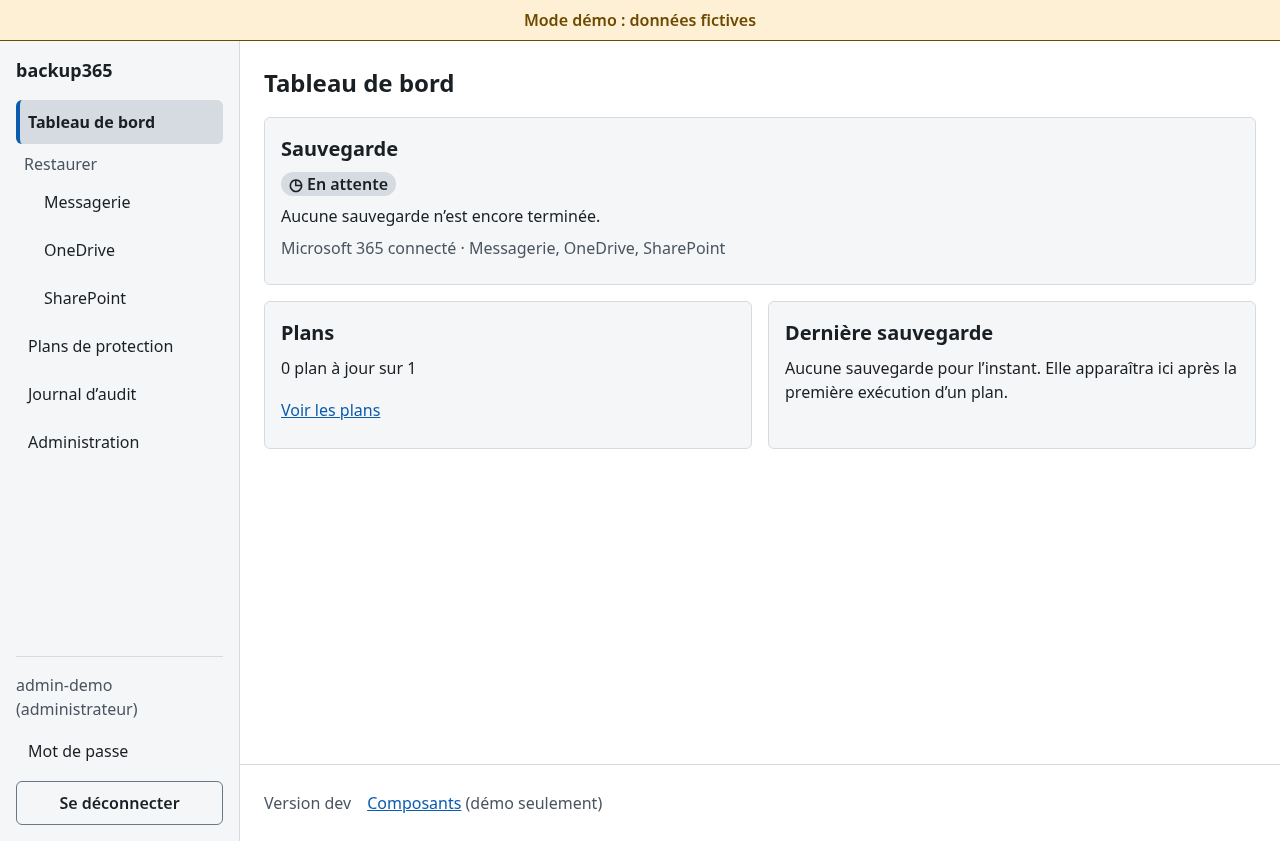 Mode démo : données fictives
backup365
Tableau de bord
Restaurer
Messagerie
OneDrive
SharePoint
Plans de protection
Journal d’audit
Administration
admin-demo
(administrateur)
Mot de passe
Se déconnecter
Tableau de bord
Sauvegarde
En attente
Aucune sauvegarde n’est encore terminée.
Microsoft 365 connecté · Messagerie, OneDrive, SharePoint
Plans
0 plan à jour sur 1
Voir les plans
Dernière sauvegarde
Aucune sauvegarde pour l’instant. Elle apparaîtra ici après la
première exécution d’un plan.
Version dev Composants (démo seulement)